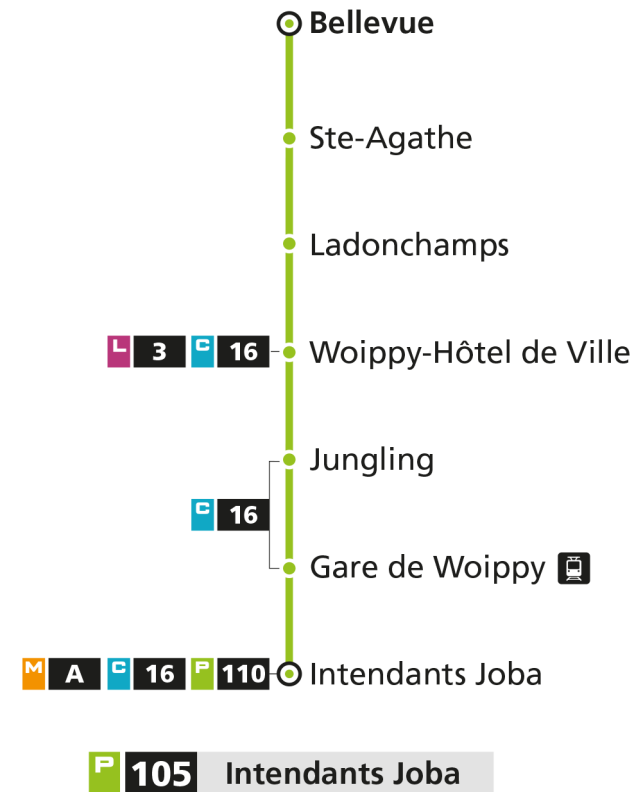 Bellevue
Ste-Agathe
Ladonchamps
L 3 C 16 Woippy-Hôtel de Ville
Jungling
C 16
Gare de Woippy
M A C 16 P 110 Intendants Joba
P 105 Intendants Joba